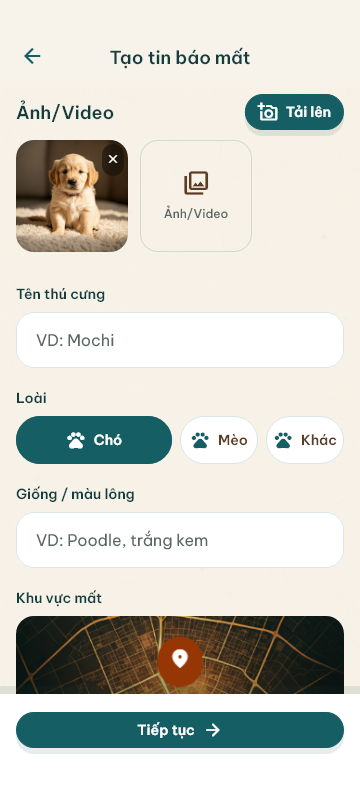 Tạo tin báo mất
Ảnh/Video
Tải lên
Ảnh/Video
Tên thú cưng
VD: Mochi
Loài
Chó
Mèo
Khác
Giống / màu lông
VD: Poodle, trắng kem
Khu vực mất
Tiếp tục